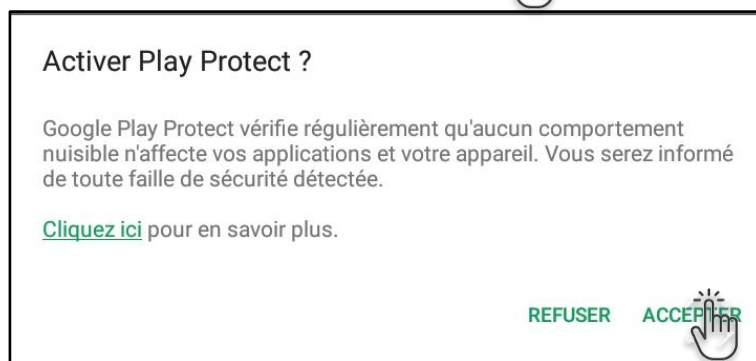 Activer Play Protect ?
Google Play Protect vérifie régulièrement qu'aucun comportement
nuisible n'affecte vos applications et votre appareil. Vous serez informé
de toute faille de sécurité détectée.
Cliquez ici pour en savoir plus.
REFUSER ACCEPTER